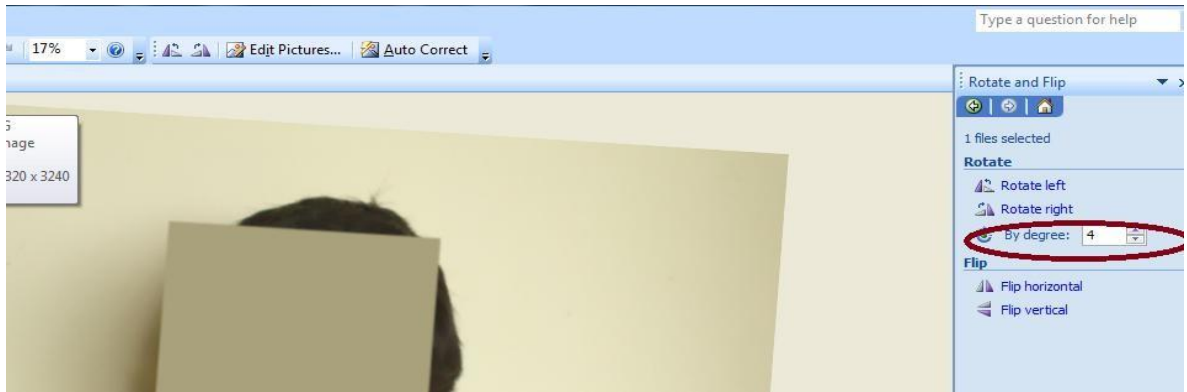 Type a question for help
17%
Edit Pictures...
Auto Correct
Rotate and Flip
320 x 3240
1 files selected
Rotate
Rotate left
Rotate right
By degree: 4
Flip
Flip horizontal
Flip vertical